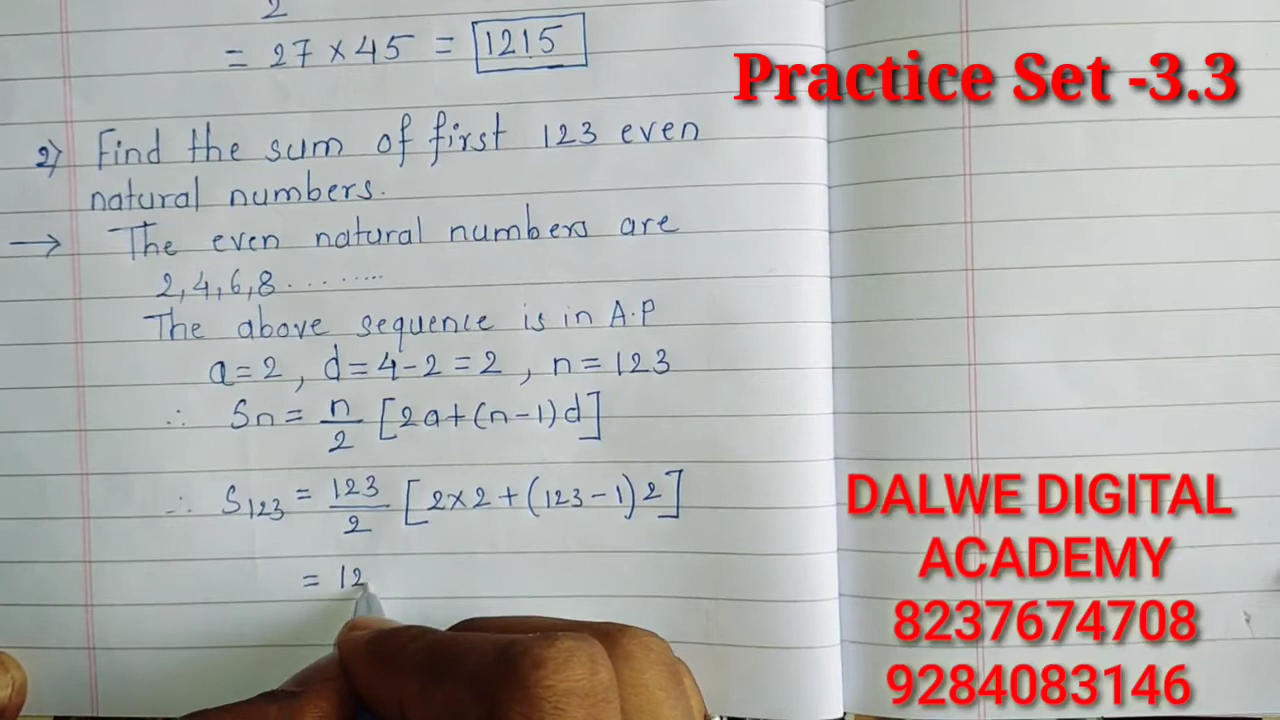 2
= 27 × 45 = 1215
Practice Set -3.3
2) Find the sum of first 123 even
natural numbers.
→ The even natural numbers are
2, 4, 6, 8 . . . . . . . . .
The above sequence is in A.P
a = 2 , d = 4 - 2 = 2 , n = 123
∴ Sn = n/2 [2a + (n - 1) d]
∴ S123 = 123/2 [2 × 2 + (123 - 1) 2]
= 12
DALWE DIGITAL
ACADEMY
8237674708
9284083146